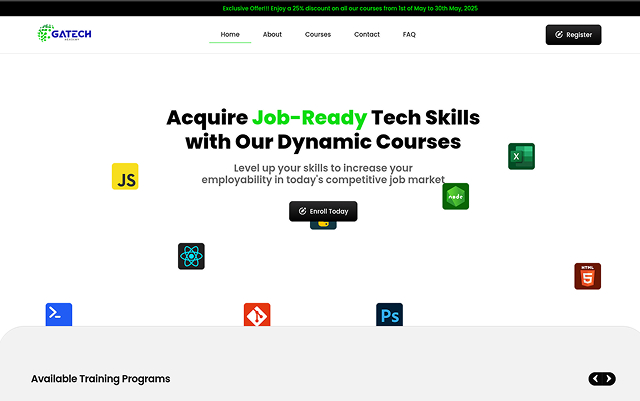 Exclusive Offer!!! Enjoy a 25% discount on all our courses from 1st of May to 30th May, 2025
GATECH
Home
About
Courses
Contact
FAQ
Register
Acquire Job-Ready Tech Skills
with Our Dynamic Courses
Level up your skills to increase your
employability in today's competitive job market
Enroll Today
X
JS
node
HTML
5
Ps
Available Training Programs